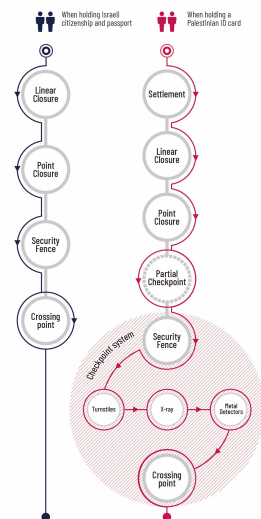 When holding Israeli
citizenship and passport
When holding a
Palestinian ID card
Linear
Closure
Point
Closure
Security
Fence
Crossing
point
Settlement
Linear
Closure
Point
Closure
Partial
Checkpoint
Security
Fence
Checkpoint system
Turnstiles
X-ray
Metal
Detectors
Crossing
point